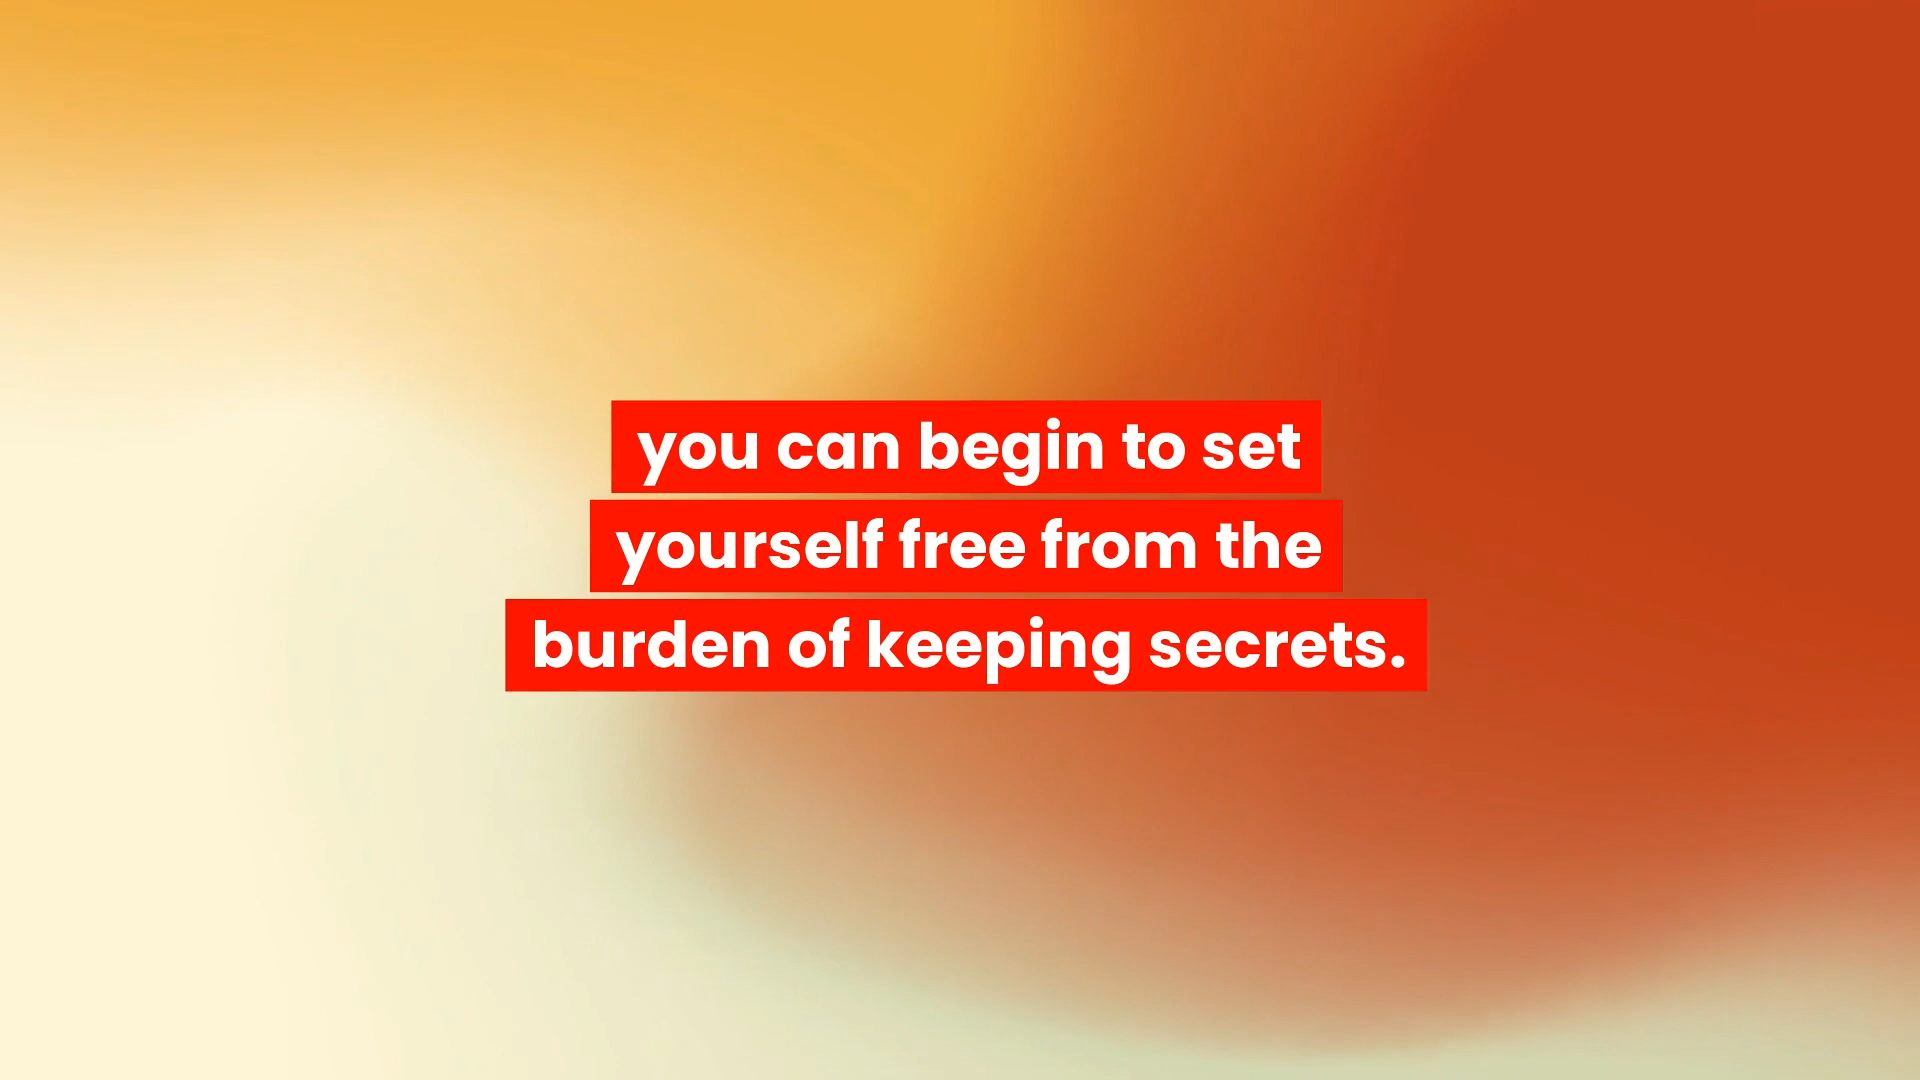 you can begin to set
yourself free from the
burden of keeping secrets.